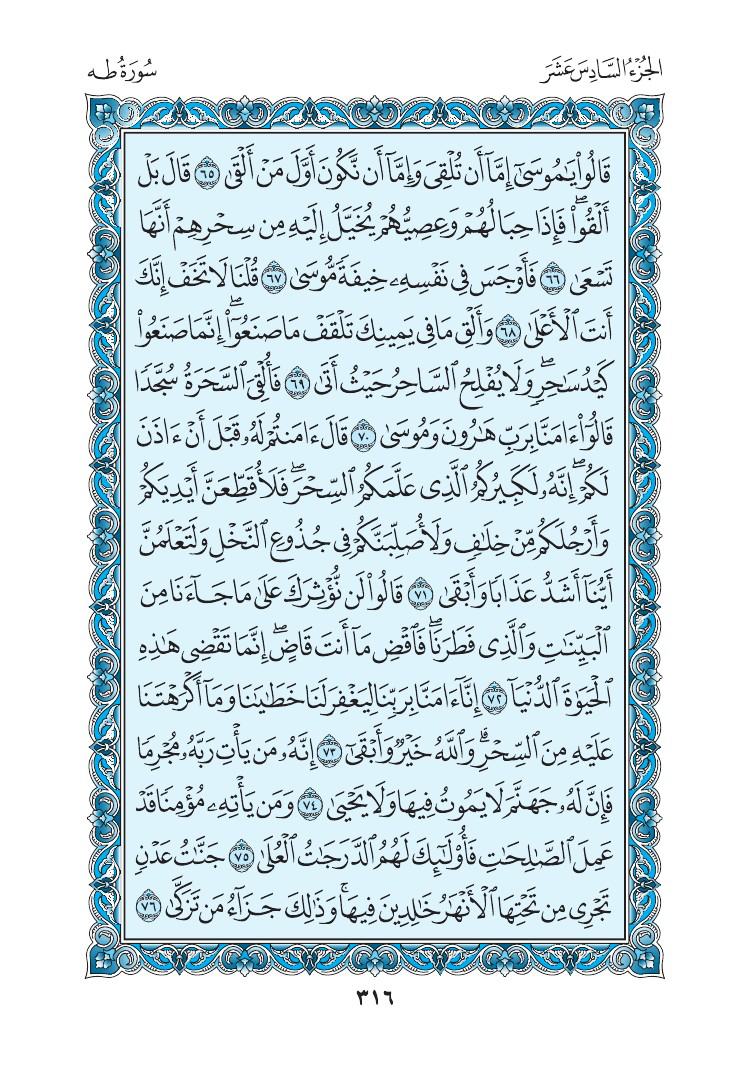 الجُزْءُ السَّادِسَ عَشَرَ
سُورَةُ طه
قَالُوا۟ يَـٰمُوسَىٰٓ إِمَّآ أَن تُلْقِىَ وَإِمَّآ أَن نَّكُونَ أَوَّلَ مَنْ أَلْقَىٰ ٦٥ قَالَ بَلْ
أَلْقُوا۟ۖ فَإِذَا حِبَالُهُمْ وَعِصِيُّهُمْ يُخَيَّلُ إِلَيْهِ مِن سِحْرِهِمْ أَنَّهَا
تَسْعَىٰ ٦٦ فَأَوْجَسَ فِى نَفْسِهِۦ خِيفَةً مُّوسَىٰ ٦٧ قُلْنَا لَا تَخَفْ إِنَّكَ
أَنتَ ٱلْأَعْلَىٰ ٦٨ وَأَلْقِ مَا فِى يَمِينِكَ تَلْقَفْ مَا صَنَعُوٓا۟ۖ إِنَّمَا صَنَعُوا۟
كَيْدُ سَـٰحِرٍۖ وَلَا يُفْلِحُ ٱلسَّاحِرُ حَيْثُ أَتَىٰ ٦٩ فَأُلْقِىَ ٱلسَّحَرَةُ سُجَّدًا
قَالُوٓا۟ ءَامَنَّا بِرَبِّ هَـٰرُونَ وَمُوسَىٰ ٧٠ قَالَ ءَامَنتُمْ لَهُۥ قَبْلَ أَنْ ءَاذَنَ
لَكُمْۖ إِنَّهُۥ لَكَبِيرُكُمُ ٱلَّذِى عَلَّمَكُمُ ٱلسِّحْرَۖ فَلَأُقَطِّعَنَّ أَيْدِيَكُمْ
وَأَرْجُلَكُم مِّنْ خِلَـٰفٍ وَلَأُصَلِّبَنَّكُمْ فِى جُذُوعِ ٱلنَّخْلِ وَلَتَعْلَمُنَّ
أَيُّنَآ أَشَدُّ عَذَابًا وَأَبْقَىٰ ٧١ قَالُوا۟ لَن نُّؤْثِرَكَ عَلَىٰ مَا جَآءَنَا مِنَ
ٱلْبَيِّنَـٰتِ وَٱلَّذِى فَطَرَنَاۖ فَٱقْضِ مَآ أَنتَ قَاضٍۖ إِنَّمَا تَقْضِى هَـٰذِهِ
ٱلْحَيَوٰةَ ٱلدُّنْيَآ ٧٢ إِنَّآ ءَامَنَّا بِرَبِّنَا لِيَغْفِرَ لَنَا خَطَـٰيَـٰنَا وَمَآ أَكْرَهْتَنَا
عَلَيْهِ مِنَ ٱلسِّحْرِۗ وَٱللَّهُ خَيْرٌ وَأَبْقَىٰٓ ٧٣ إِنَّهُۥ مَن يَأْتِ رَبَّهُۥ مُجْرِمًا
فَإِنَّ لَهُۥ جَهَنَّمَ لَا يَمُوتُ فِيهَا وَلَا يَحْيَىٰ ٧٤ وَمَن يَأْتِهِۦ مُؤْمِنًا قَدْ
عَمِلَ ٱلصَّـٰلِحَـٰتِ فَأُو۟لَـٰٓئِكَ لَهُمُ ٱلدَّرَجَـٰتُ ٱلْعُلَىٰ ٧٥ جَنَّـٰتُ عَدْنٍ
تَجْرِى مِن تَحْتِهَا ٱلْأَنْهَـٰرُ خَـٰلِدِينَ فِيهَاۚ وَذَٰلِكَ جَزَآءُ مَن تَزَكَّىٰ ٧٦
٣١٦